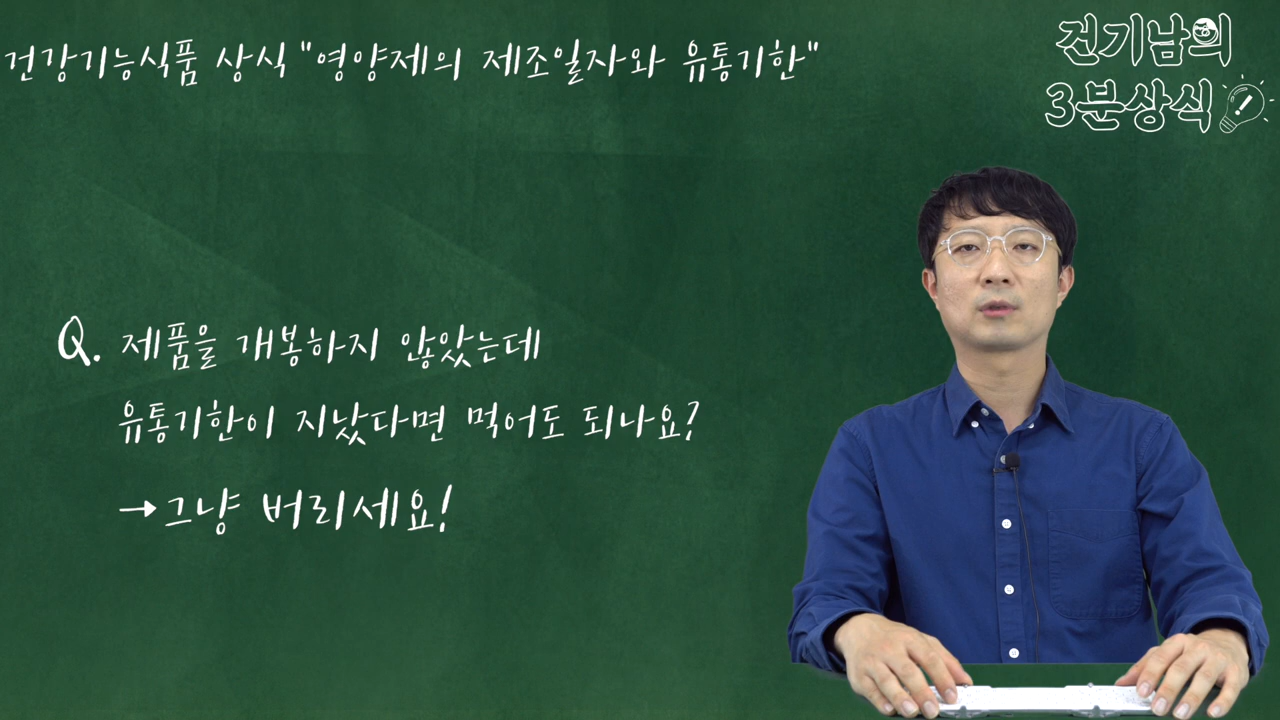 건강기능식품 상식 "영양제의 제조일자와 유통기한"
건기남의
3분상식
Q. 제품을 개봉하지 않았는데
유통기한이 지났다면 먹어도 되나요?
→그냥 버리세요!